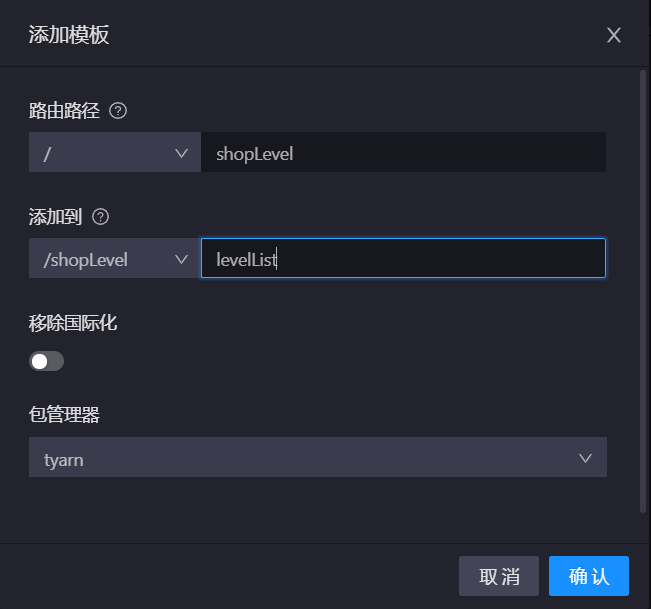 添加模板
路由路径
/
shopLevel
添加到
/shopLevel
levelList
移除国际化
包管理器
tyarn
取消
确认